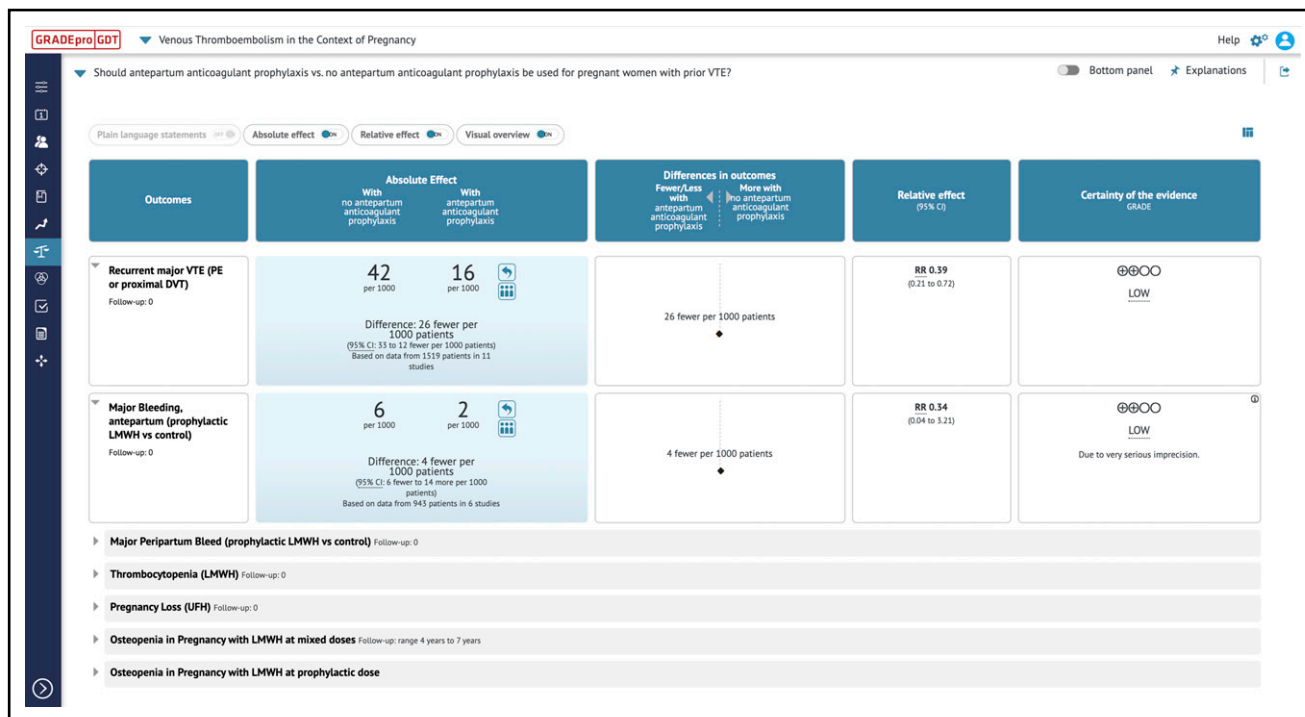 GRADEpro GDT
Venous Thromboembolism in the Context of Pregnancy
Help
Should antepartum anticoagulant prophylaxis vs. no antepartum anticoagulant prophylaxis be used for pregnant women with prior VTE?
Bottom panel
Explanations
Plain language statements OFF
Absolute effect ON
Relative effect ON
Visual overview ON
Outcomes
Absolute Effect
With
no antepartum
anticoagulant
prophylaxis
With
antepartum
anticoagulant
prophylaxis
Differences in outcomes
Fewer/Less
with
antepartum
anticoagulant
prophylaxis
More with
no antepartum
anticoagulant
prophylaxis
Relative effect
(95% CI)
Certainty of the evidence
GRADE
Recurrent major VTE (PE
or proximal DVT)
Follow-up: 0
42
per 1000
16
per 1000
Difference: 26 fewer per
1000 patients
(95% CI: 33 to 12 fewer per 1000 patients)
Based on data from 1519 patients in 11
studies
26 fewer per 1000 patients
RR 0.39
(0.21 to 0.72)
⊕⊕○○
LOW
Major Bleeding,
antepartum (prophylactic
LMWH vs control)
Follow-up: 0
6
per 1000
2
per 1000
Difference: 4 fewer per
1000 patients
(95% CI: 6 fewer to 14 more per 1000
patients)
Based on data from 943 patients in 6 studies
4 fewer per 1000 patients
RR 0.34
(0.04 to 3.21)
⊕⊕○○
LOW
Due to very serious imprecision.
Major Peripartum Bleed (prophylactic LMWH vs control) Follow-up: 0
Thrombocytopenia (LMWH) Follow-up: 0
Pregnancy Loss (UFH) Follow-up: 0
Osteopenia in Pregnancy with LMWH at mixed doses Follow-up: range 4 years to 7 years
Osteopenia in Pregnancy with LMWH at prophylactic dose